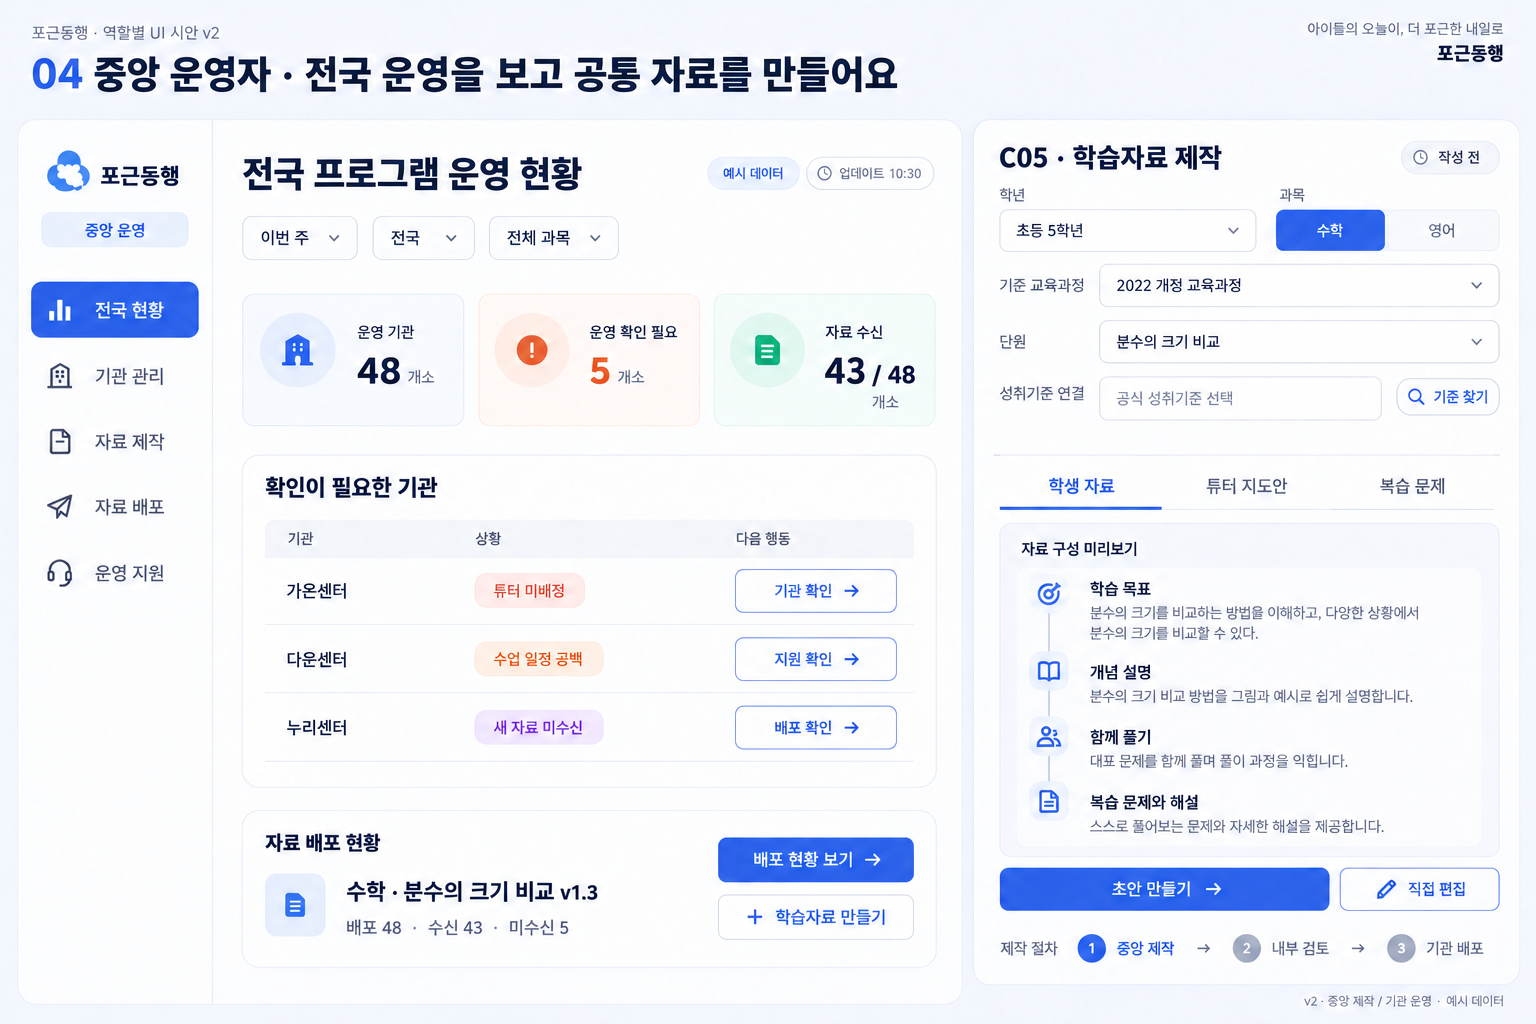 포근동행 · 역할별 UI 시안 v2
04 중앙 운영자 · 전국 운영을 보고 공통 자료를 만들어요
아이들의 오늘이, 더 포근한 내일로
포근동행
포근동행
중앙 운영
전국 현황
기관 관리
자료 제작
자료 배포
운영 지원
전국 프로그램 운영 현황
예시 데이터
업데이트 10:30
이번 주
전국
전체 과목
운영 기관
48 개소
운영 확인 필요
5 개소
자료 수신
43 / 48
개소
확인이 필요한 기관
기관 상황 다음 행동
가온센터 튜터 미배정 기관 확인 →
다운센터 수업 일정 공백 지원 확인 →
누리센터 새 자료 미수신 배포 확인 →
자료 배포 현황
수학 · 분수의 크기 비교 v1.3
배포 48 · 수신 43 · 미수신 5
배포 현황 보기 →
+ 학습자료 만들기
C05 · 학습자료 제작
작성 전
학년 과목
초등 5학년 수학 영어
기준 교육과정 2022 개정 교육과정
단원 분수의 크기 비교
성취기준 연결 공식 성취기준 선택 기준 찾기
학생 자료 튜터 지도안 복습 문제
자료 구성 미리보기
학습 목표
분수의 크기를 비교하는 방법을 이해하고, 다양한 상황에서
분수의 크기를 비교할 수 있다.
개념 설명
분수의 크기 비교 방법을 그림과 예시로 쉽게 설명합니다.
함께 풀기
대표 문제를 함께 풀며 풀이 과정을 익힙니다.
복습 문제와 해설
스스로 풀어보는 문제와 자세한 해설을 제공합니다.
초안 만들기 →
직접 편집
제작 절차 1 중앙 제작 → 2 내부 검토 → 3 기관 배포
v2 · 중앙 제작 / 기관 운영 · 예시 데이터